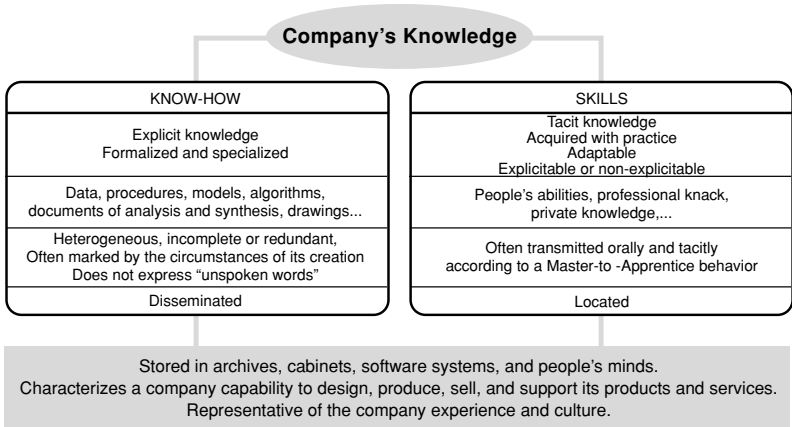 Company’s Knowledge
KNOW-HOW
Explicit knowledge
Formalized and specialized
Data, procedures, models, algorithms,
documents of analysis and synthesis, drawings...
Heterogeneous, incomplete or redundant,
Often marked by the circumstances of its creation
Does not express “unspoken words”
Disseminated
SKILLS
Tacit knowledge
Acquired with practice
Adaptable
Explicitable or non-explicitable
People’s abilities, professional knack,
private knowledge,...
Often transmitted orally and tacitly
according to a Master-to -Apprentice behavior
Located
Stored in archives, cabinets, software systems, and people’s minds.
Characterizes a company capability to design, produce, sell, and support its products and services.
Representative of the company experience and culture.